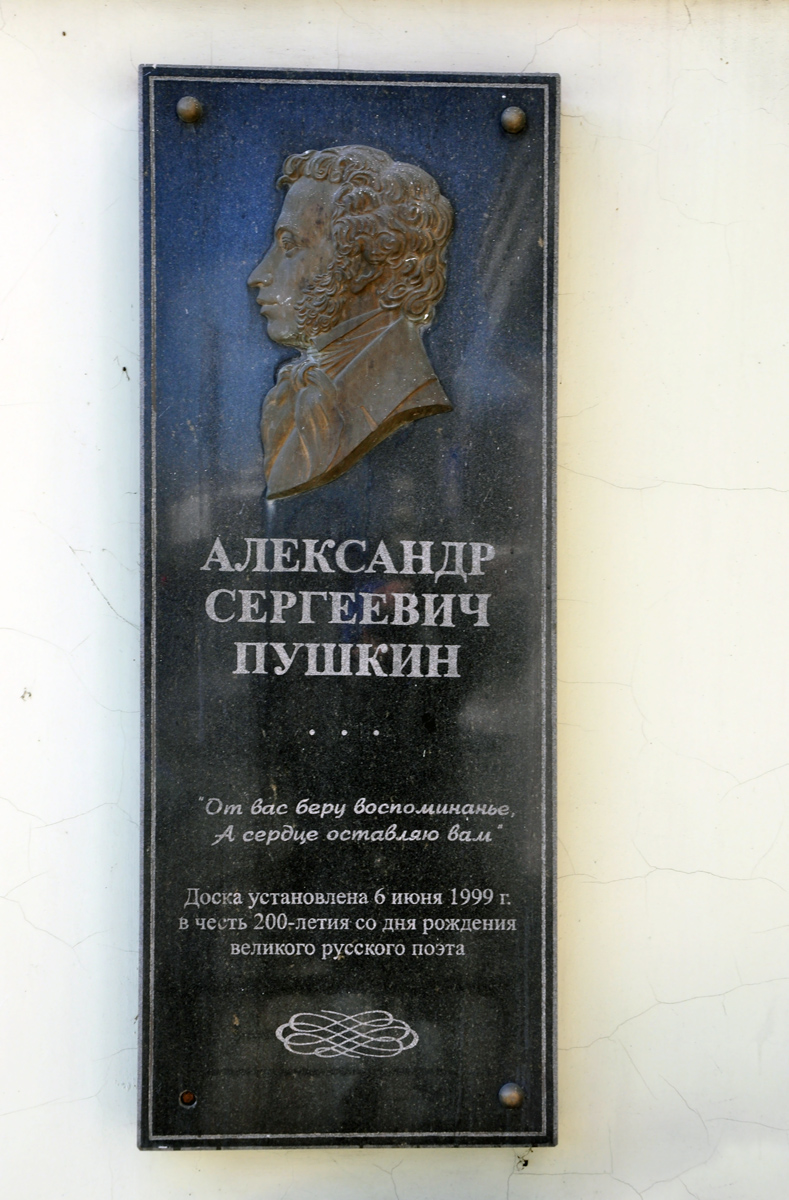 АЛЕКСАНДР
СЕРГЕЕВИЧ
ПУШКИН
...
"От вас беру воспоминанье,
А сердце оставляю вам"
Доска установлена 6 июня 1999 г.
в честь 200-летия со дня рождения
великого русского поэта